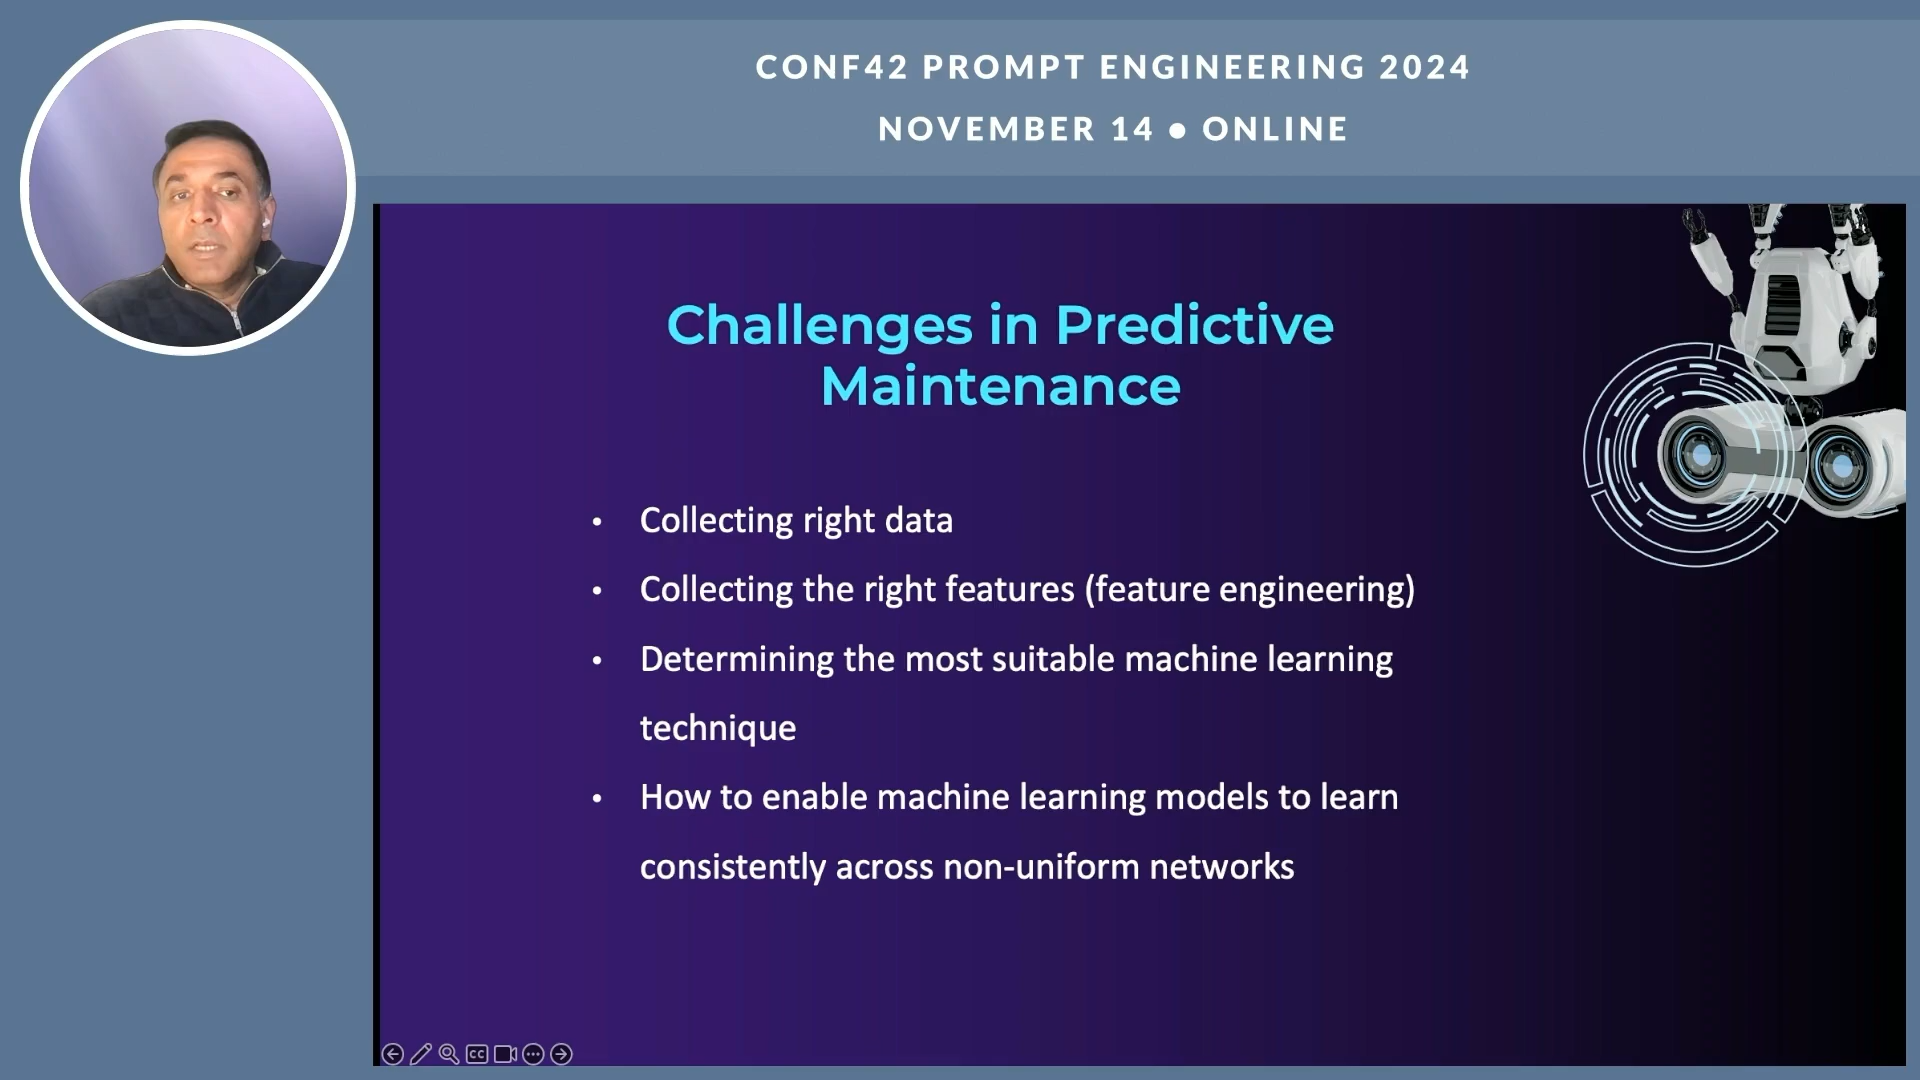 CONF42 PROMPT ENGINEERING 2024
NOVEMBER 14 ● ONLINE
Challenges in Predictive
Maintenance
• Collecting right data
• Collecting the right features (feature engineering)
• Determining the most suitable machine learning
technique
• How to enable machine learning models to learn
consistently across non-uniform networks
CC